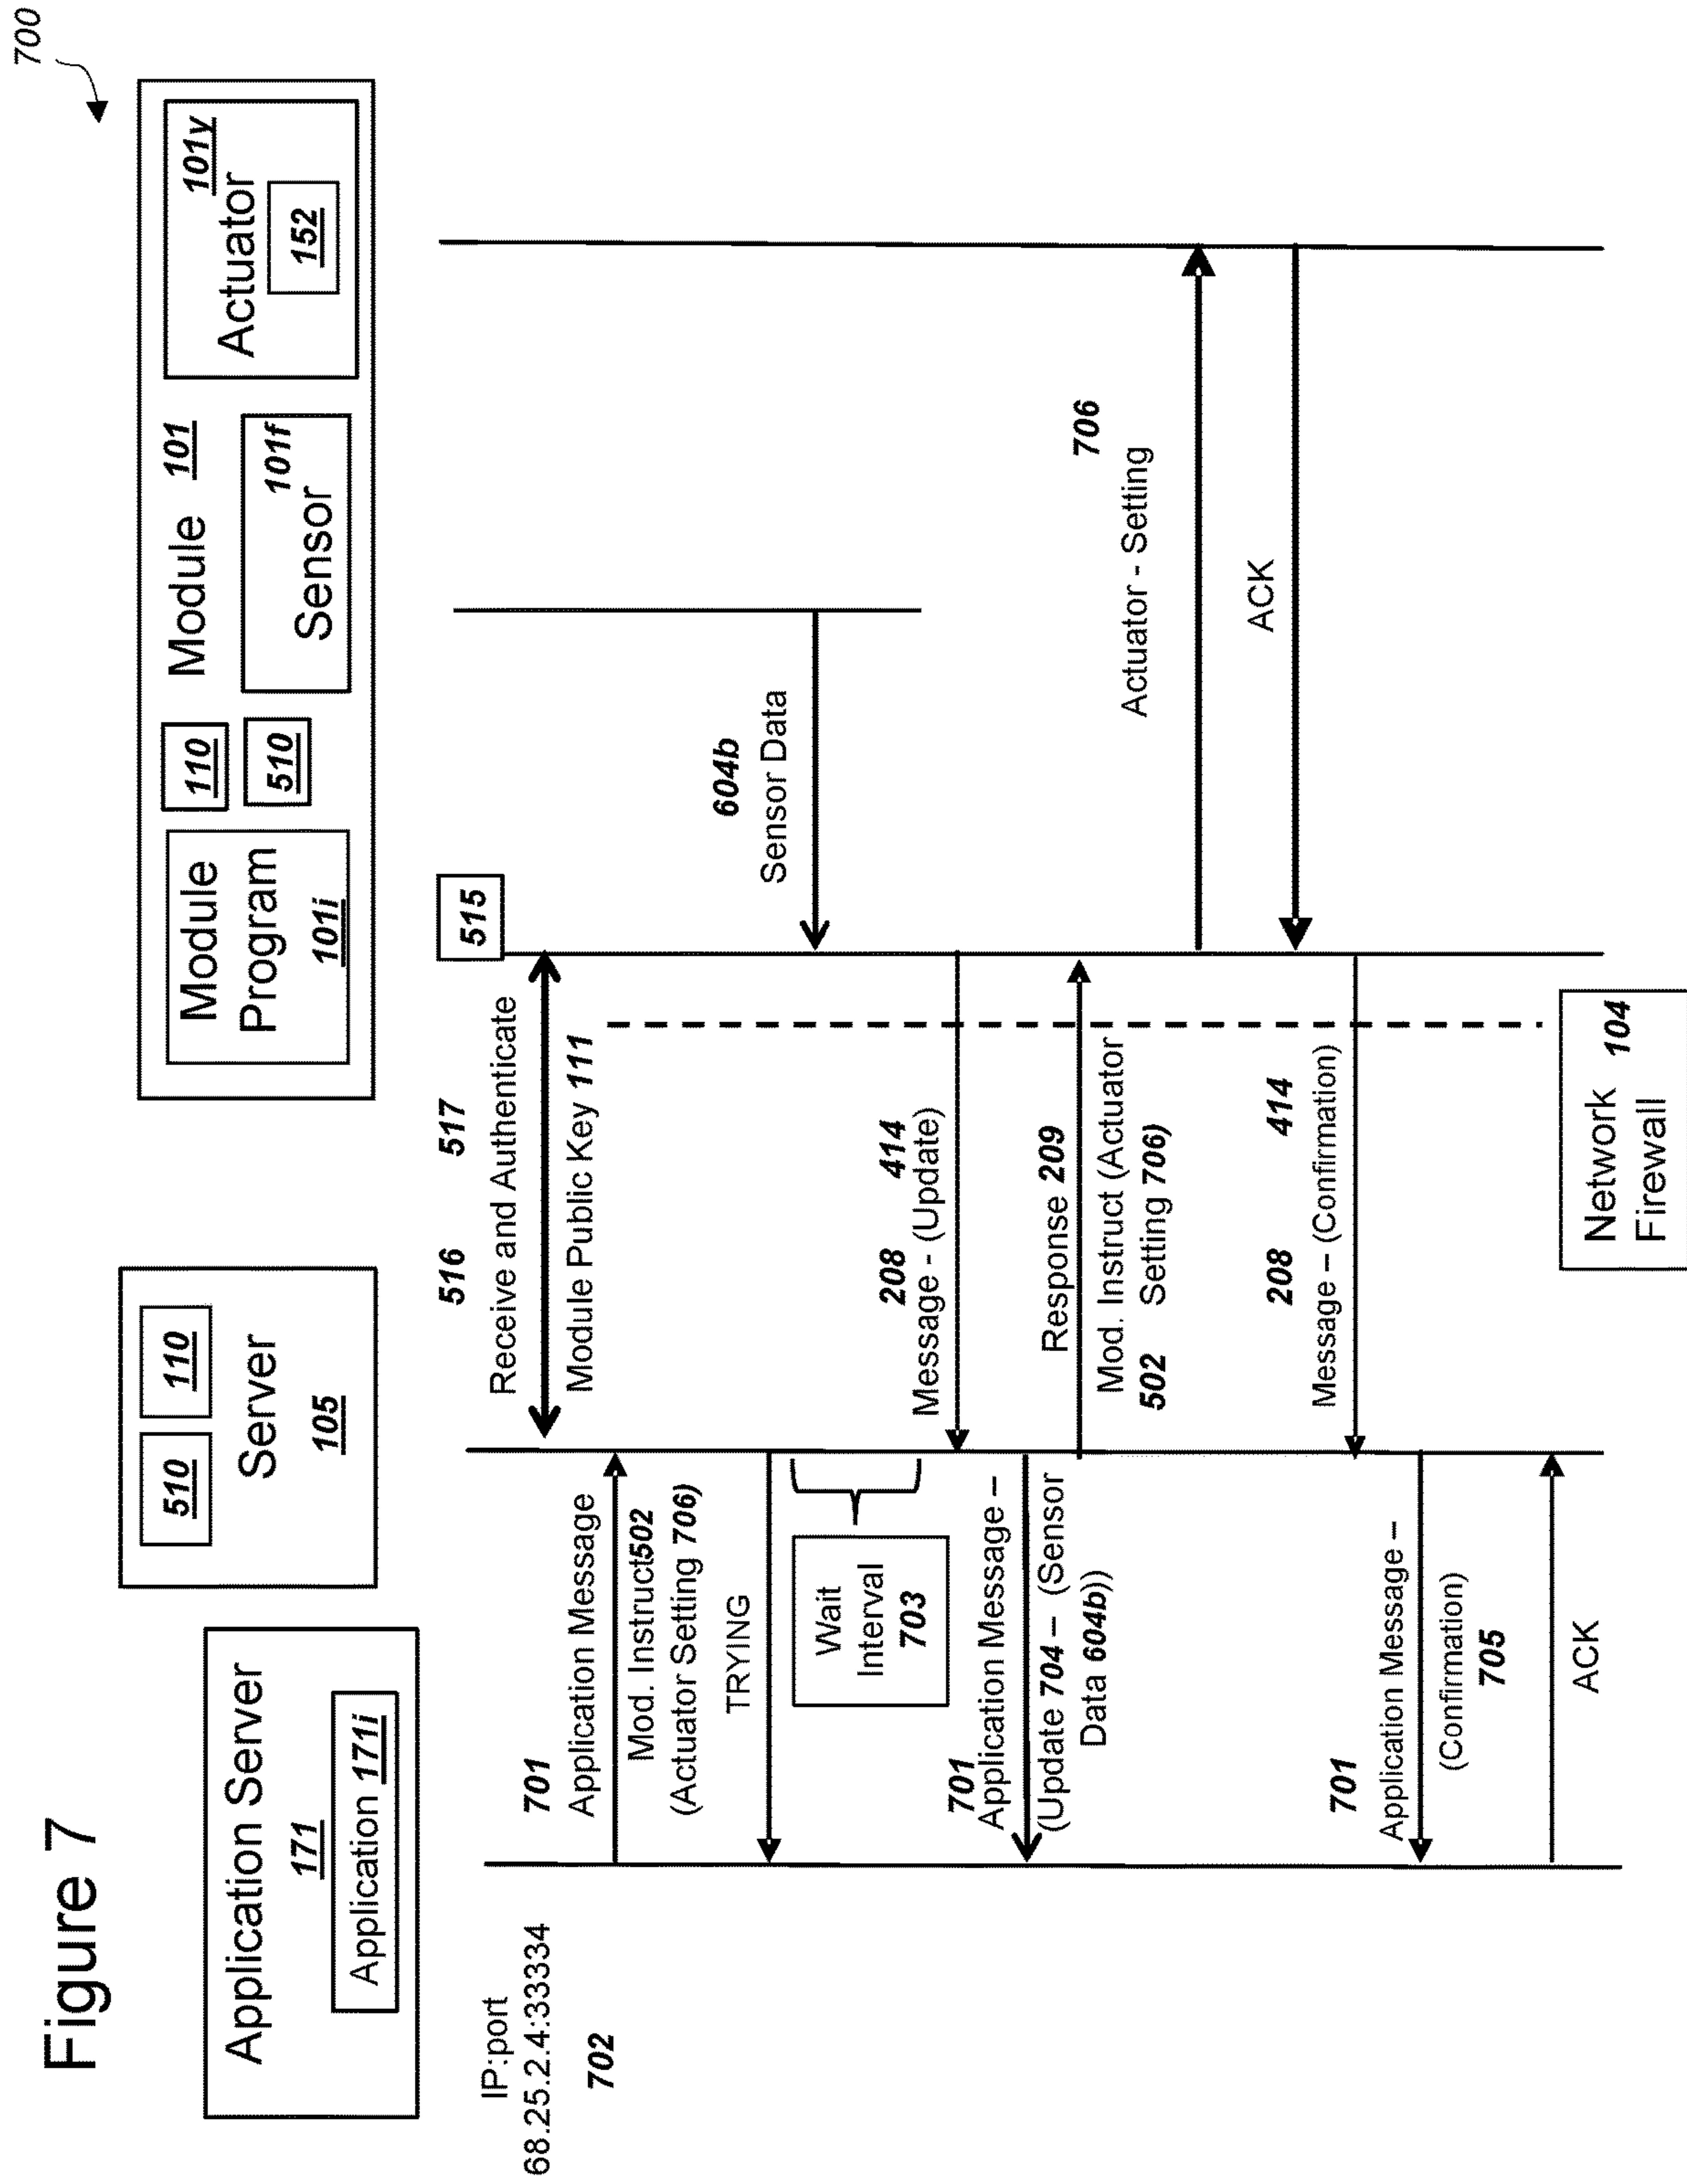 Figure 7
700
Application Server
171
Application 171i
510
110
Server
105
Module
Program
101i
110
510
Module 101
101f
Sensor
101y
Actuator
152
IP:port
68.25.2.4:33334
702
516 517
Receive and Authenticate
Module Public Key 111
515
701
Application Message
Mod. Instruct502
(Actuator Setting 706)
TRYING
Wait
Interval
703
604b
Sensor Data
208 414
Message - (Update)
701
Application Message –
(Update 704 – (Sensor
Data 604b))
Response 209
Mod. Instruct (Actuator
502 Setting 706)
706
Actuator - Setting
ACK
208 414
Message – (Confirmation)
701
Application Message –
(Confirmation)
705
ACK
Network 104
Firewall